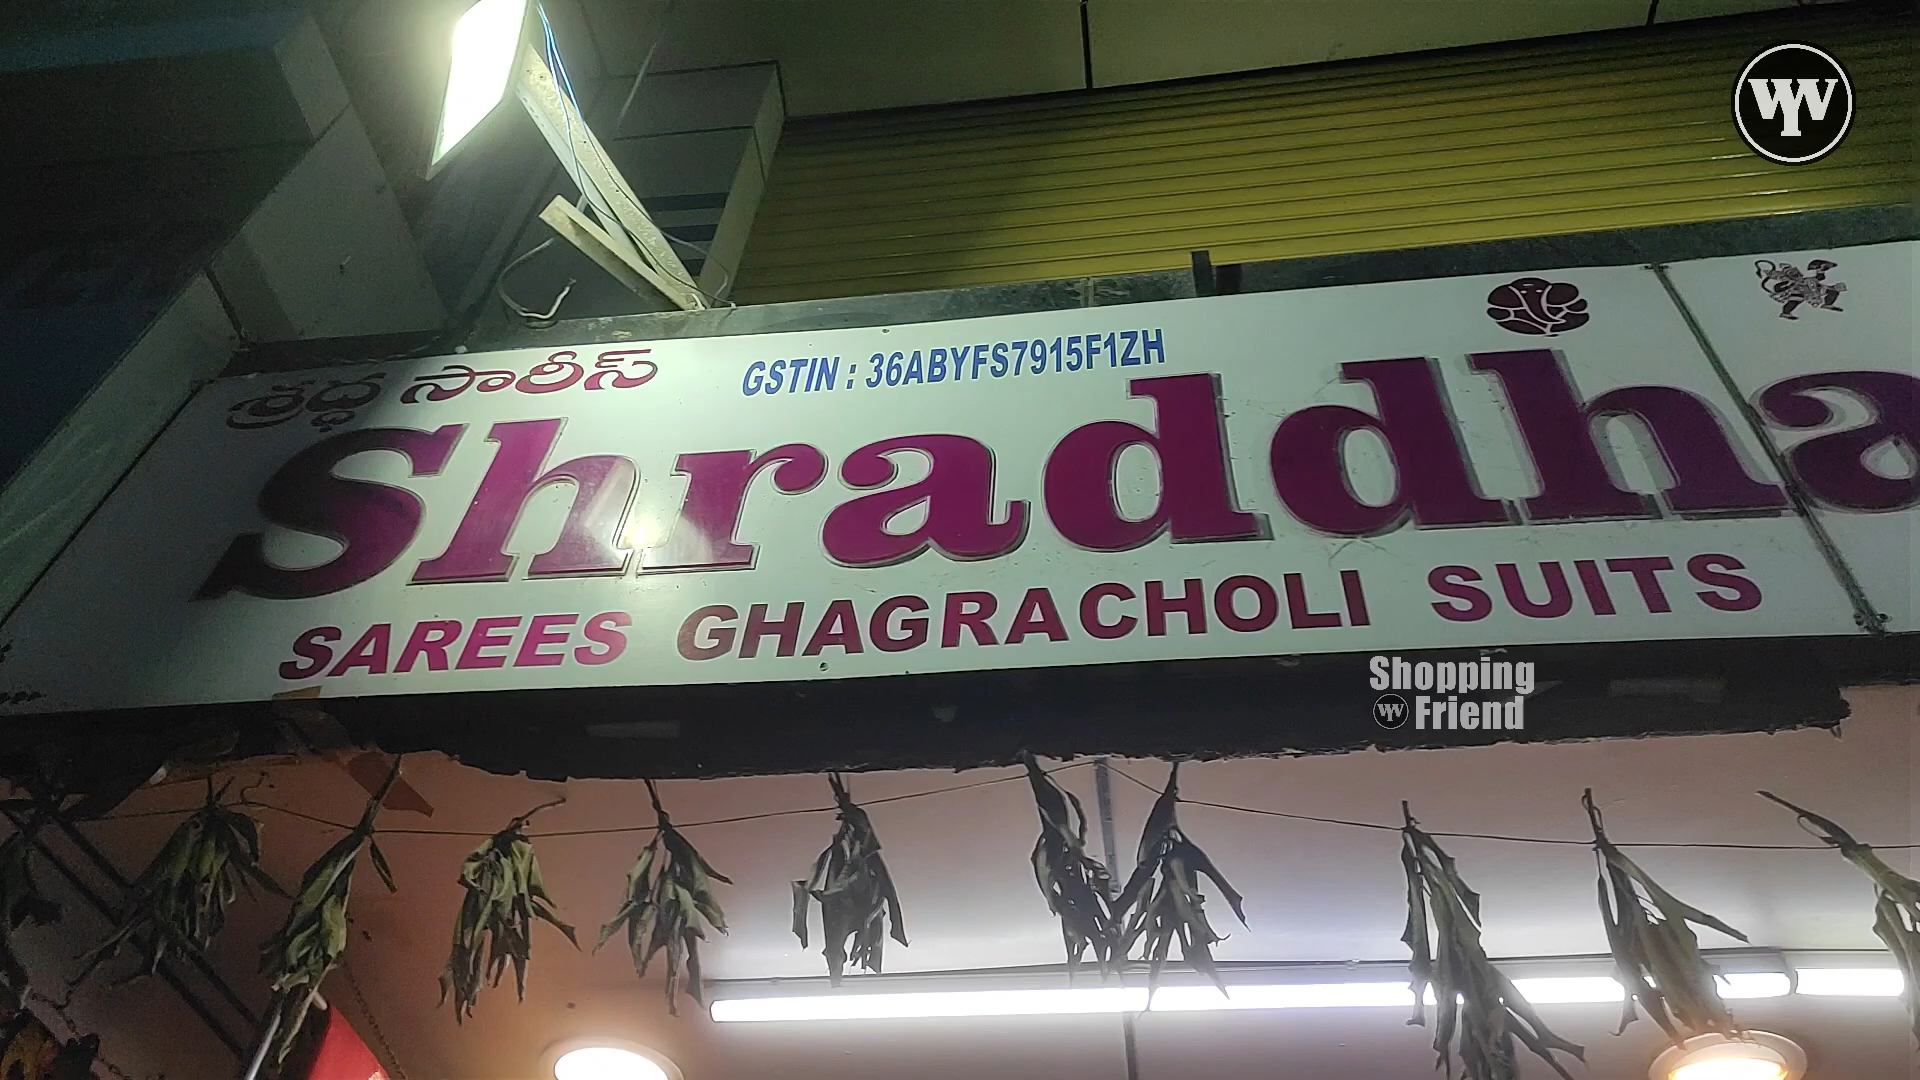 శ్రద్ధ సారీస్
GSTIN : 36ABYFS7915F1ZH
Shraddha
SAREES GHAGRACHOLI SUITS
Shopping
Friend